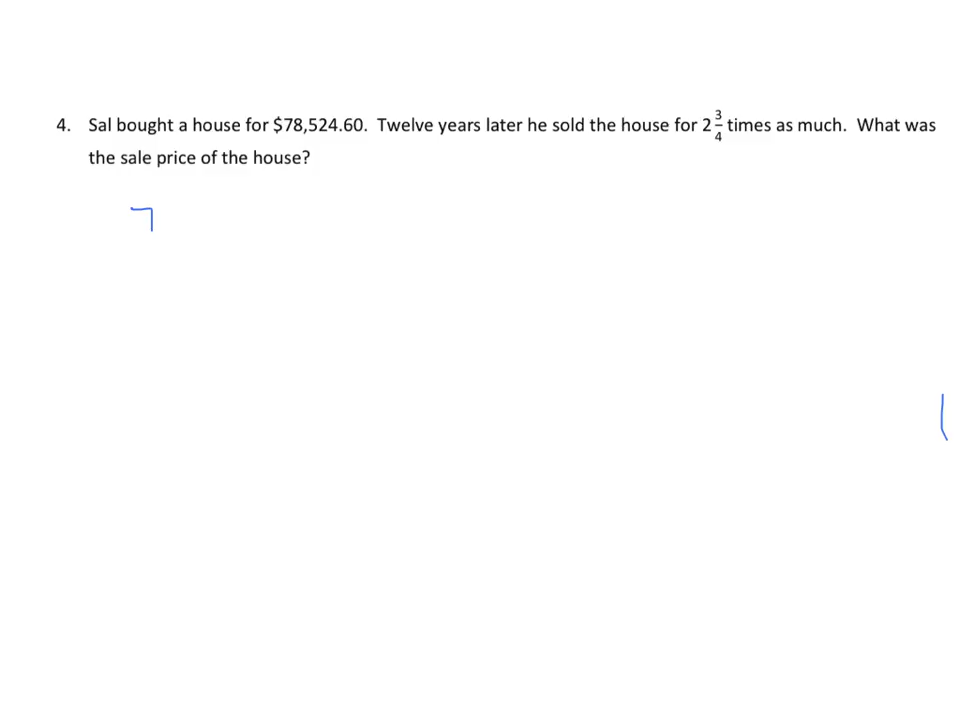 4. Sal bought a house for $78,524.60. Twelve years later he sold the house for 2 3/4 times as much. What was
the sale price of the house?
7